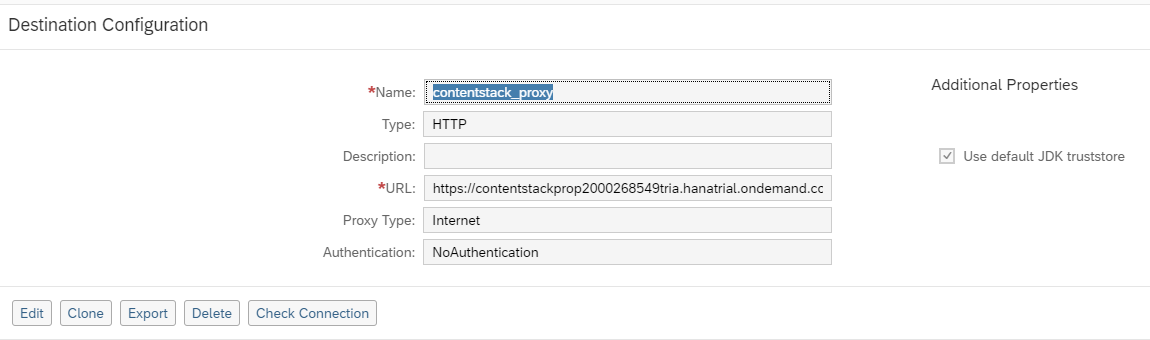 Destination Configuration
*Name: contentstack_proxy
Additional Properties
Type: HTTP
Description:
Use default JDK truststore
*URL: https://contentstackprop2000268549tria.hanatrial.ondemand.cc
Proxy Type: Internet
Authentication: NoAuthentication
Edit Clone Export Delete Check Connection